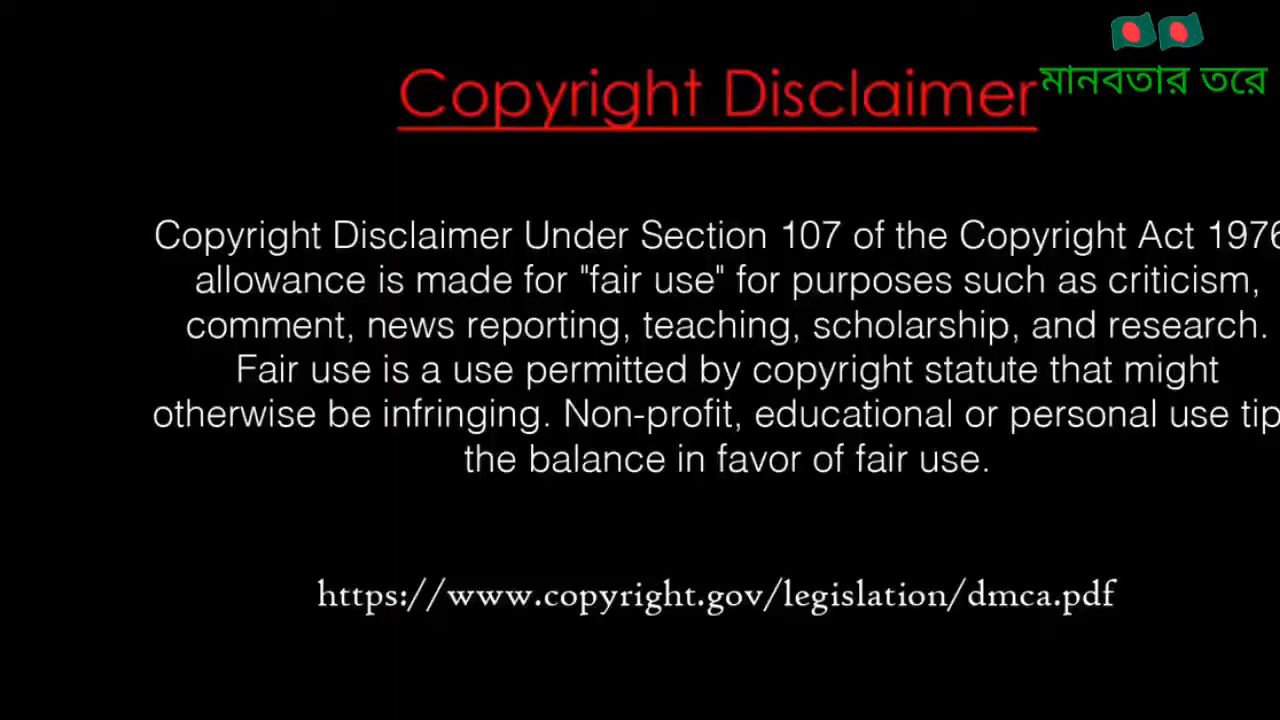 মানবতার তরে
Copyright Disclaimer
Copyright Disclaimer Under Section 107 of the Copyright Act 1976
allowance is made for "fair use" for purposes such as criticism,
comment, news reporting, teaching, scholarship, and research.
Fair use is a use permitted by copyright statute that might
otherwise be infringing. Non-profit, educational or personal use tip
the balance in favor of fair use.
https://www.copyright.gov/legislation/dmca.pdf